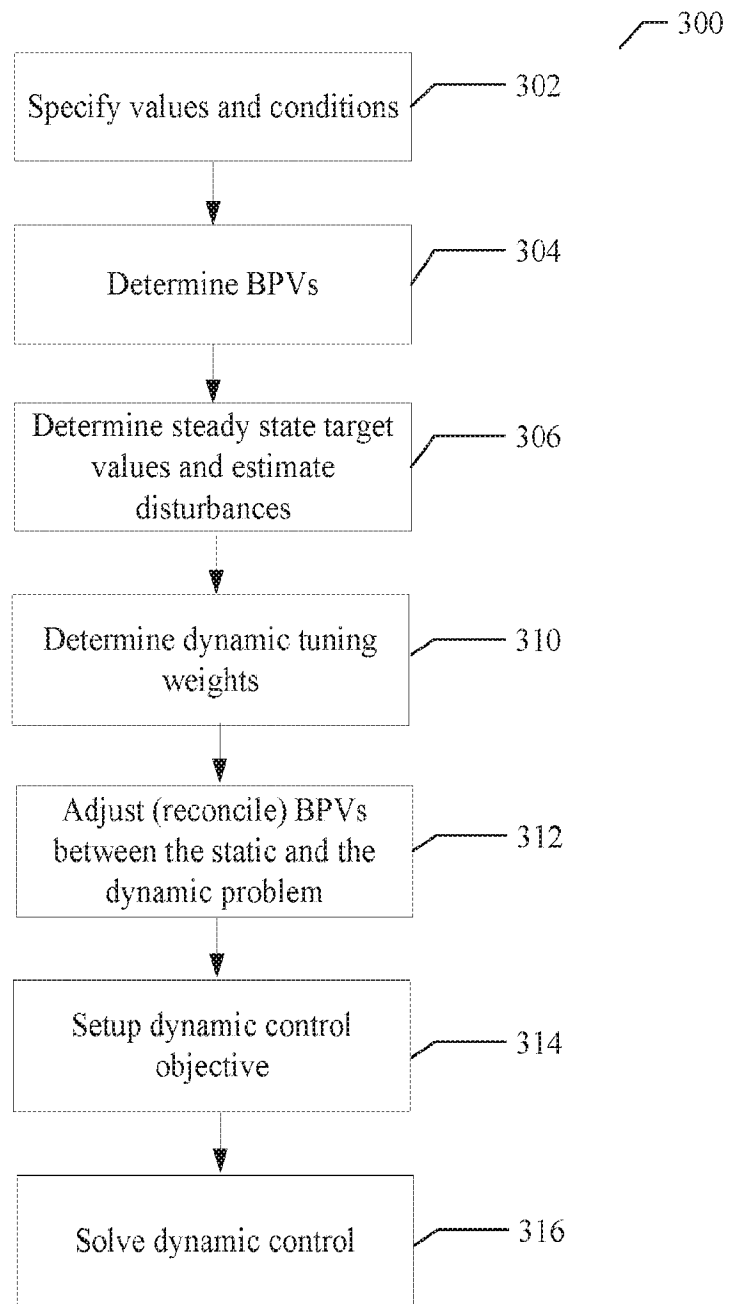 300
Specify values and conditions
302
Determine BPVs
304
Determine steady state target
values and estimate
disturbances
306
Determine dynamic tuning
weights
310
Adjust (reconcile) BPVs
between the static and the
dynamic problem
312
Setup dynamic control
objective
314
Solve dynamic control
316